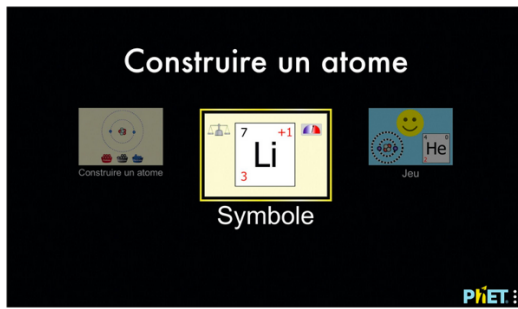 Construire un atome
7 +1
Li
3
He
Construire un atome
Symbole
Jeu
PhET